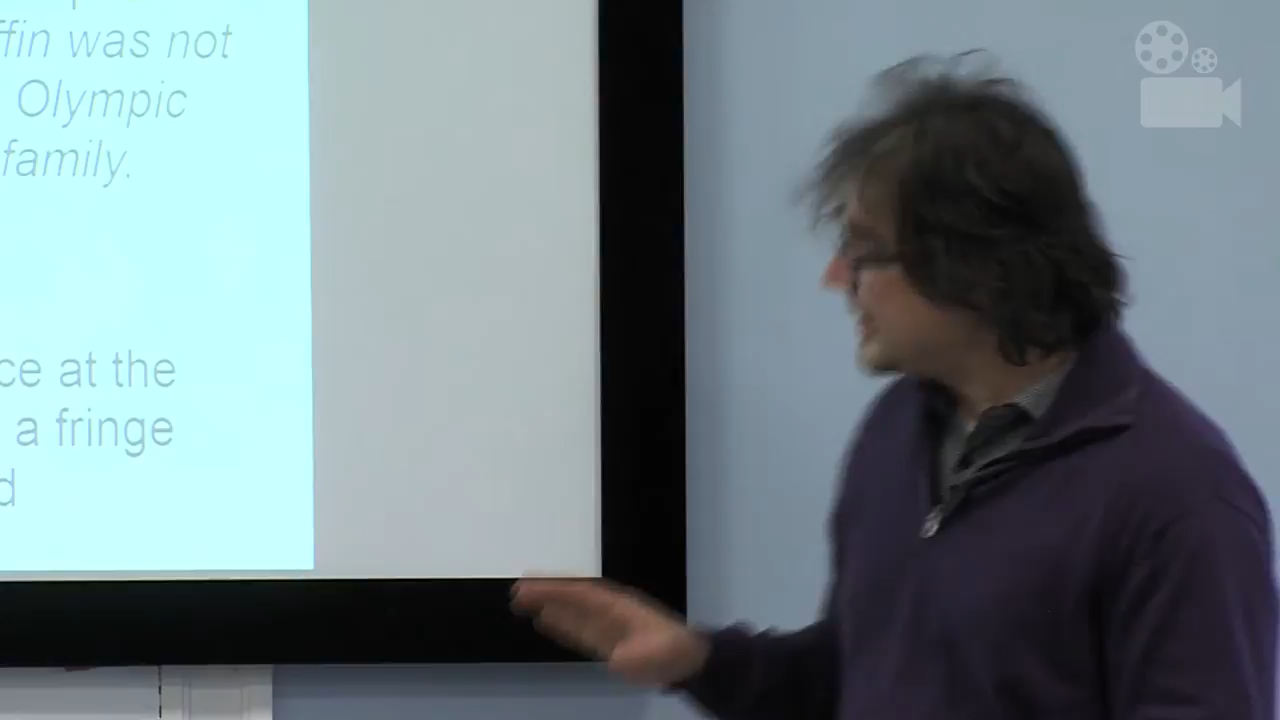 ffin was not
Olympic
family.
ce at the
a fringe
d